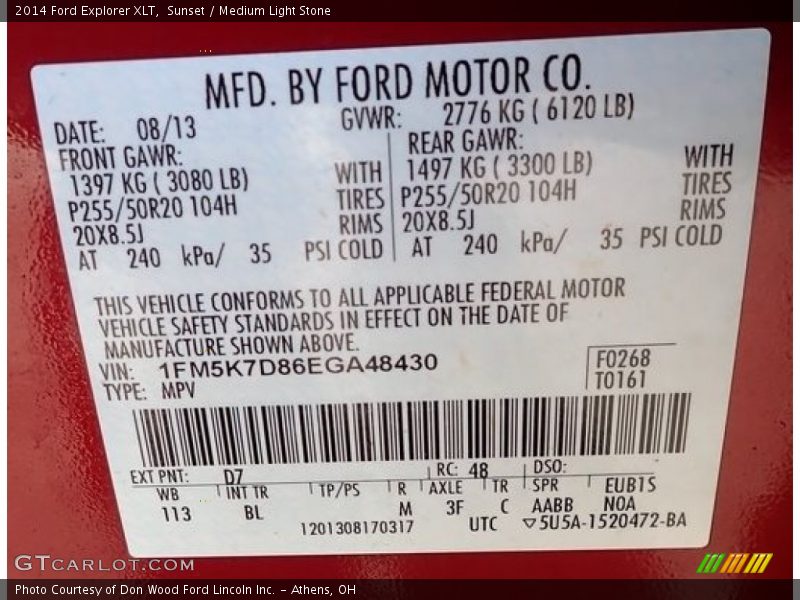 2014 Ford Explorer XLT,  Sunset / Medium Light Stone
MFD. BY FORD MOTOR CO.
DATE: 08/13 GVWR: 2776 KG ( 6120 LB)
FRONT GAWR: REAR GAWR:
1397 KG ( 3080 LB) WITH 1497 KG ( 3300 LB) WITH
P255/50R20 104H TIRES P255/50R20 104H TIRES
20X8.5J RIMS 20X8.5J RIMS
AT 240 kPa/ 35 PSI COLD AT 240 kPa/ 35 PSI COLD
THIS VEHICLE CONFORMS TO ALL APPLICABLE FEDERAL MOTOR
VEHICLE SAFETY STANDARDS IN EFFECT ON THE DATE OF
MANUFACTURE SHOWN ABOVE.
VIN: 1FM5K7D86EGA48430 F0268
TYPE: MPV T0161
EXT PNT: D7 RC: 48 DSO:
WB INT TR TP/PS R AXLE TR SPR EUB1S
113 BL M 3F C AABB NOA
1201308170317 UTC ▽5U5A-1520472-BA
GTCARLOT.COM
Photo Courtesy of Don Wood Ford Lincoln Inc. - Athens, OH